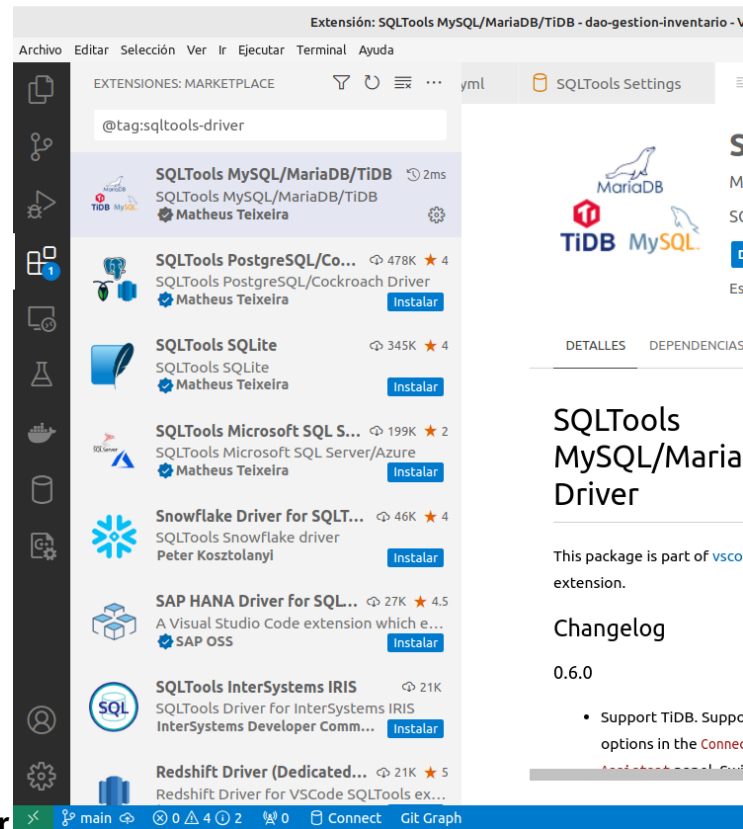 Extensión: SQLTools MySQL/MariaDB/TiDB - dao-gestion-inventario - V
Archivo Editar Selección Ver Ir Ejecutar Terminal Ayuda
EXTENSIONES: MARKETPLACE
yml
SQLTools Settings
@tag:sqltools-driver
SQLTools MySQL/MariaDB/TiDB 2ms
SQLTools MySQL/MariaDB/TiDB
Matheus Teixeira
SQLTools PostgreSQL/Co... 478K ★ 4
SQLTools PostgreSQL/Cockroach Driver
Matheus Teixeira Instalar
SQLTools SQLite 345K ★ 4
SQLTools SQLite
Matheus Teixeira Instalar
SQLTools Microsoft SQL S... 199K ★ 2
SQLTools Microsoft SQL Server/Azure
Matheus Teixeira Instalar
Snowflake Driver for SQLT... 46K ★ 4
SQLTools Snowflake driver
Peter Kosztolanyi Instalar
SAP HANA Driver for SQL... 27K ★ 4.5
A Visual Studio Code extension which e...
SAP OSS Instalar
SQL
SQLTools InterSystems IRIS 21K
SQLTools Driver for InterSystems IRIS
InterSystems Developer Comm... Instalar
Redshift Driver (Dedicated... 21K ★ 5
Redshift Driver for VSCode SQLTools ex...
1
MariaDB
TiDB MySQL
S
M
SQ
D
Es
DETALLES DEPENDENCIAS
SQLTools
MySQL/Maria
Driver
This package is part of vsco
extension.
Changelog
0.6.0
• Support TiDB. Suppo
options in the Connec
r
main 0 4 2 0 Connect Git Graph